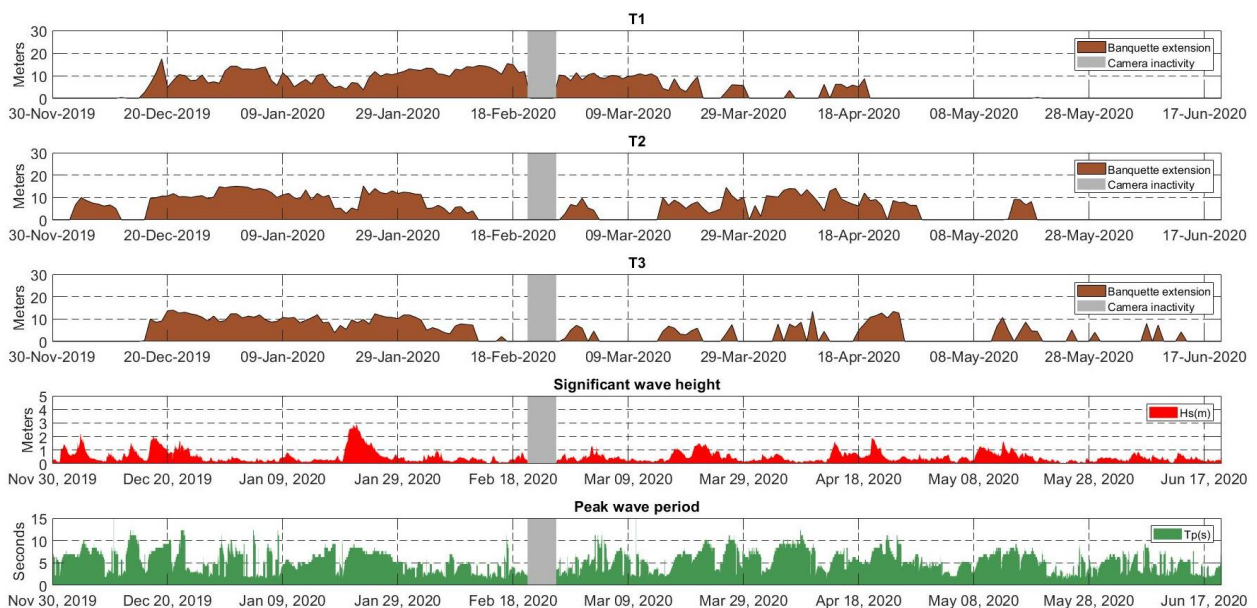 T1
30
20
10
0
Meters
Banquette extension
Camera inactivity
30-Nov-2019 20-Dec-2019 09-Jan-2020 29-Jan-2020 18-Feb-2020 09-Mar-2020 29-Mar-2020 18-Apr-2020 08-May-2020 28-May-2020 17-Jun-2020
T2
30
20
10
0
Meters
Banquette extension
Camera inactivity
30-Nov-2019 20-Dec-2019 09-Jan-2020 29-Jan-2020 18-Feb-2020 09-Mar-2020 29-Mar-2020 18-Apr-2020 08-May-2020 28-May-2020 17-Jun-2020
T3
30
20
10
0
Meters
Banquette extension
Camera inactivity
30-Nov-2019 20-Dec-2019 09-Jan-2020 29-Jan-2020 18-Feb-2020 09-Mar-2020 29-Mar-2020 18-Apr-2020 08-May-2020 28-May-2020 17-Jun-2020
Significant wave height
5
4
3
2
1
0
Meters
Hs(m)
Nov 30, 2019 Dec 20, 2019 Jan 09, 2020 Jan 29, 2020 Feb 18, 2020 Mar 09, 2020 Mar 29, 2020 Apr 18, 2020 May 08, 2020 May 28, 2020 Jun 17, 2020
Peak wave period
15
10
5
0
Seconds
Tp(s)
Nov 30, 2019 Dec 20, 2019 Jan 09, 2020 Jan 29, 2020 Feb 18, 2020 Mar 09, 2020 Mar 29, 2020 Apr 18, 2020 May 08, 2020 May 28, 2020 Jun 17, 2020